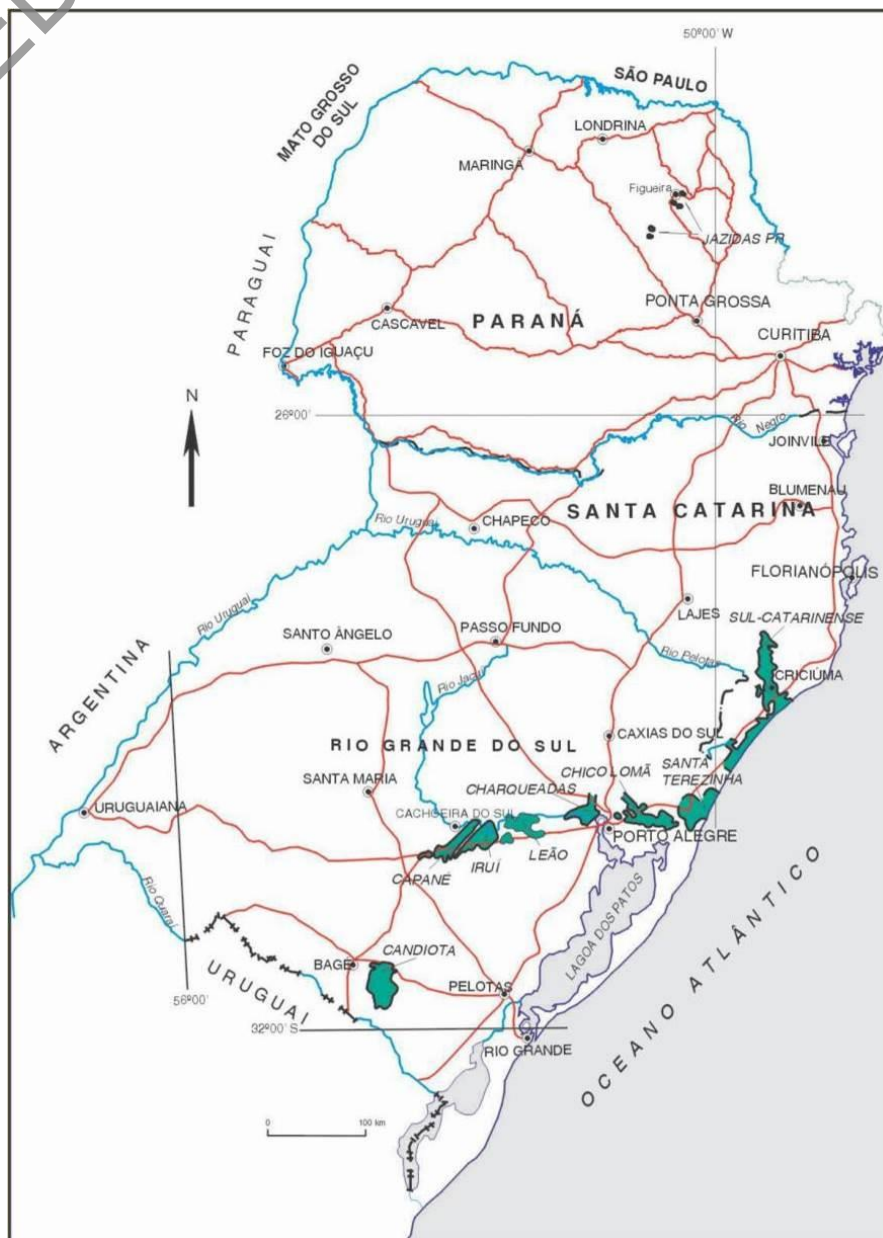 50º00' W
SÃO PAULO
MATO GROSSO
DO SUL
LONDRINA
MARINGÁ
Figueira
JAZIDAS PR
PARAGUAI
PONTA GROSSA
CASCAVEL
PARANÁ
CURITIBA
FOZ DO IGUAÇU
N
26º00'
Rio Negro
JOINVILE
BLUMENAU
SANTA CATARINA
Rio Uruguai
CHAPECÓ
FLORIANÓPOLIS
LAJES
SUL-CATARINENSE
Rio Uruguai
SANTO ÂNGELO
PASSO FUNDO
Rio Pelotas
ARGENTINA
Rio Jacuí
CRICIÚMA
CAXIAS DO SUL
RIO GRANDE DO SUL
SANTA
TEREZINHA
CHICO LOMÃ
SANTA MARIA
CHARQUEADAS
URUGUAIANA
CACHOEIRA DO SUL
PORTO ALEGRE
LEÃO
IRUÍ
CAPANÉ
Rio Quaraí
LAGOA DOS PATOS
CANDIOTA
BAGÉ
URUGUAI
PELOTAS
56º00'
32º00' S
RIO GRANDE
OCEANO ATLÂNTICO
0 100 km